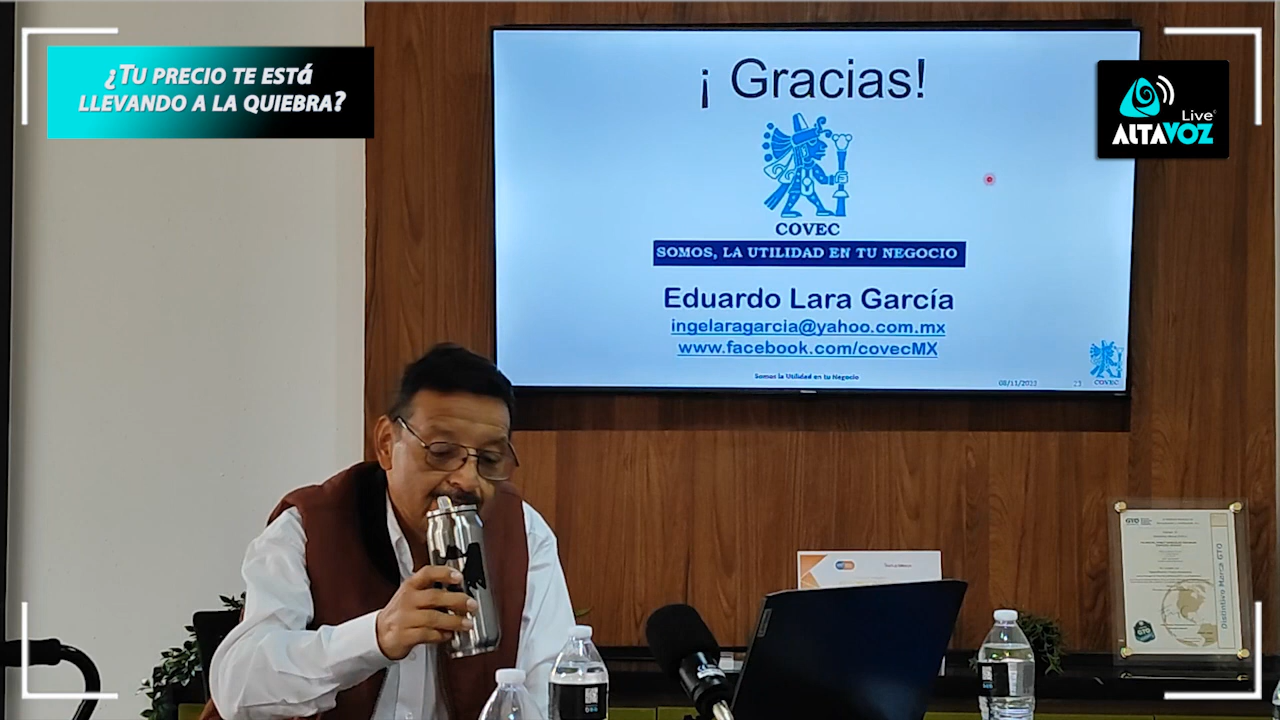 ¿TU PRECIO TE ESTá
LLEVANDO A LA QUIEBRA?
¡ Gracias!
COVEC
SOMOS, LA UTILIDAD EN TU NEGOCIO
Eduardo Lara García
ingelaragarcia@yahoo.com.mx
www.facebook.com/covecMX
Somos la Utilidad en tu Negocio
23
COVEC
Live
ALTAVOZ
GTO
Distintivo Marca GTO